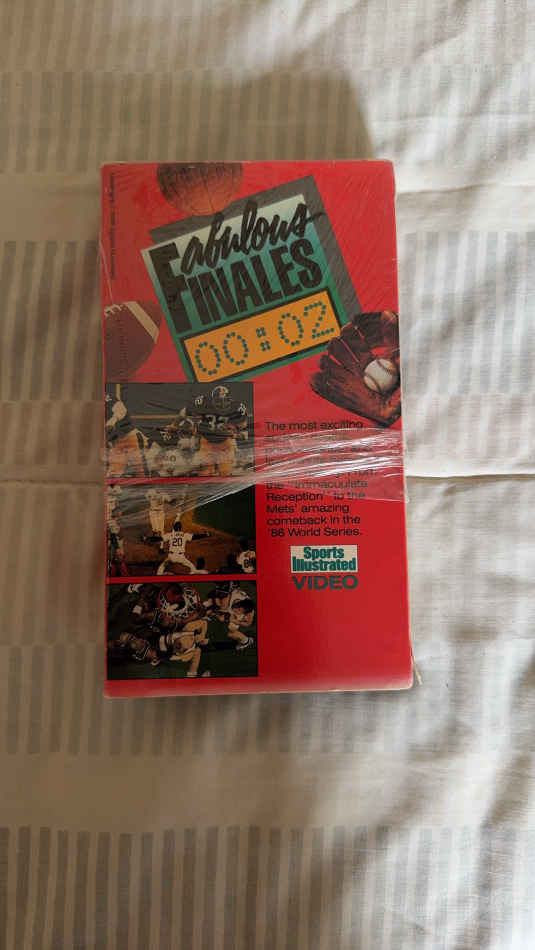 Fabulous
FINALES
00:02
The most exciting
the "Immaculate
Reception" to the
Mets' amazing
comeback in the
'86 World Series.
Sports
Illustrated
VIDEO
20